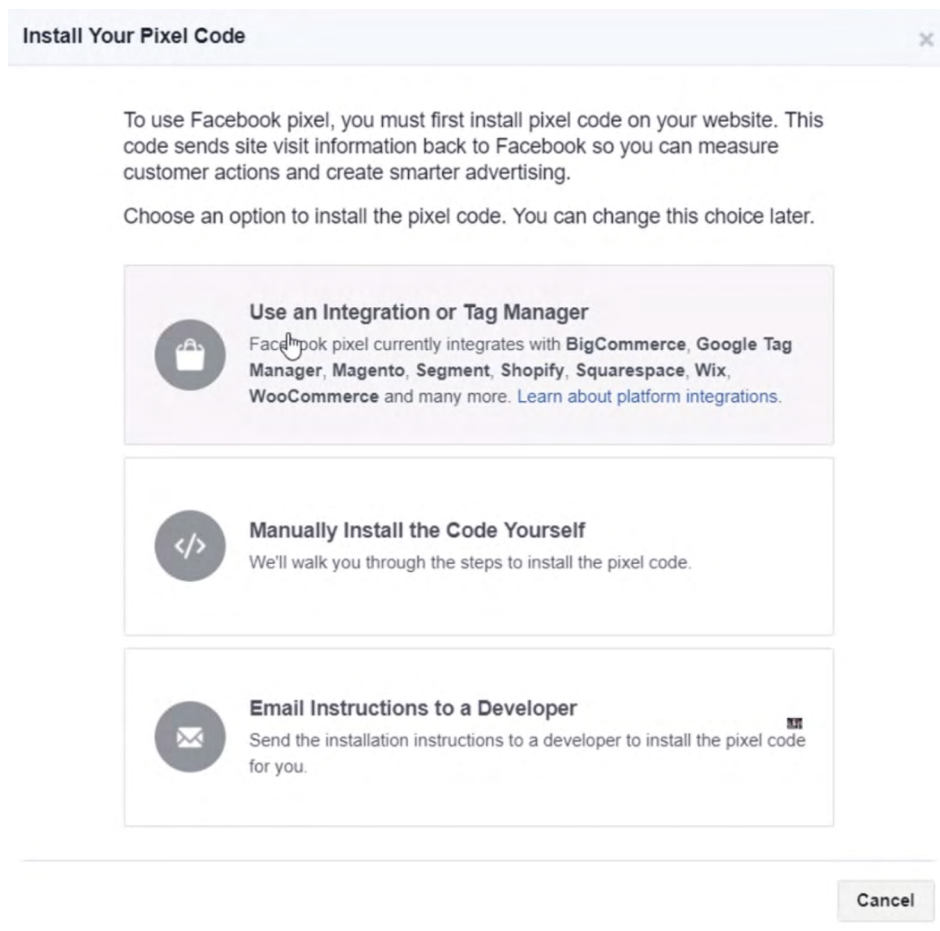 Install Your Pixel Code
To use Facebook pixel, you must first install pixel code on your website. This
code sends site visit information back to Facebook so you can measure
customer actions and create smarter advertising.
Choose an option to install the pixel code. You can change this choice later.
Use an Integration or Tag Manager
Facebook pixel currently integrates with BigCommerce, Google Tag
Manager, Magento, Segment, Shopify, Squarespace, Wix,
WooCommerce and many more. Learn about platform integrations.
</>
Manually Install the Code Yourself
We'll walk you through the steps to install the pixel code.
Email Instructions to a Developer
Send the installation instructions to a developer to install the pixel code
for you.
Cancel